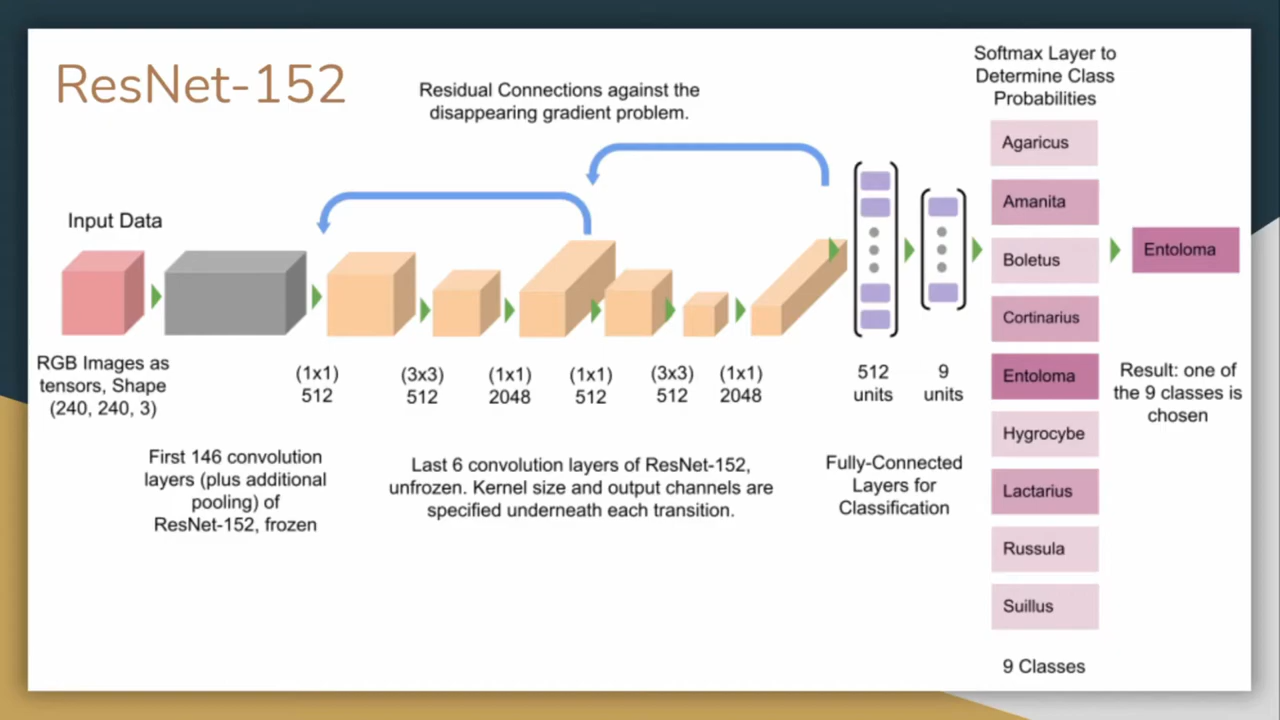 ResNet-152
Residual Connections against the
disappearing gradient problem.
Softmax Layer to
Determine Class
Probabilities
Input Data
RGB Images as
tensors, Shape
(240, 240, 3)
(1x1)
512
(3x3)
512
(1x1)
2048
(1x1)
512
(3x3)
512
(1x1)
2048
512
units
9
units
First 146 convolution
layers (plus additional
pooling) of
ResNet-152, frozen
Last 6 convolution layers of ResNet-152,
unfrozen. Kernel size and output channels are
specified underneath each transition.
Fully-Connected
Layers for
Classification
Agaricus
Amanita
Boletus
Cortinarius
Entoloma
Hygrocybe
Lactarius
Russula
Suillus
9 Classes
Entoloma
Result: one of
the 9 classes is
chosen